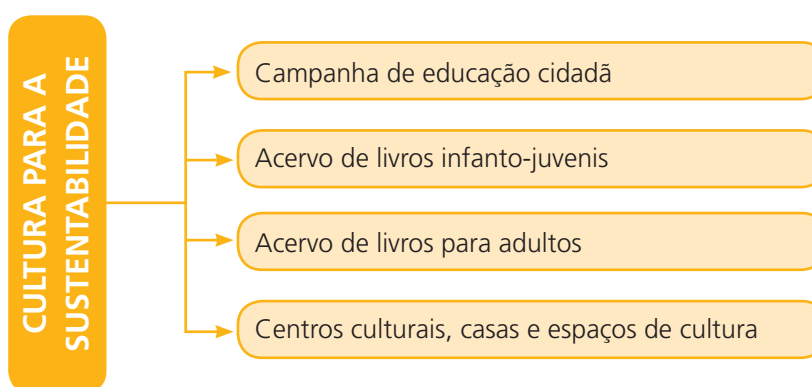 CULTURA PARA A
SUSTENTABILIDADE
Campanha de educação cidadã
Acervo de livros infanto-juvenis
Acervo de livros para adultos
Centros culturais, casas e espaços de cultura